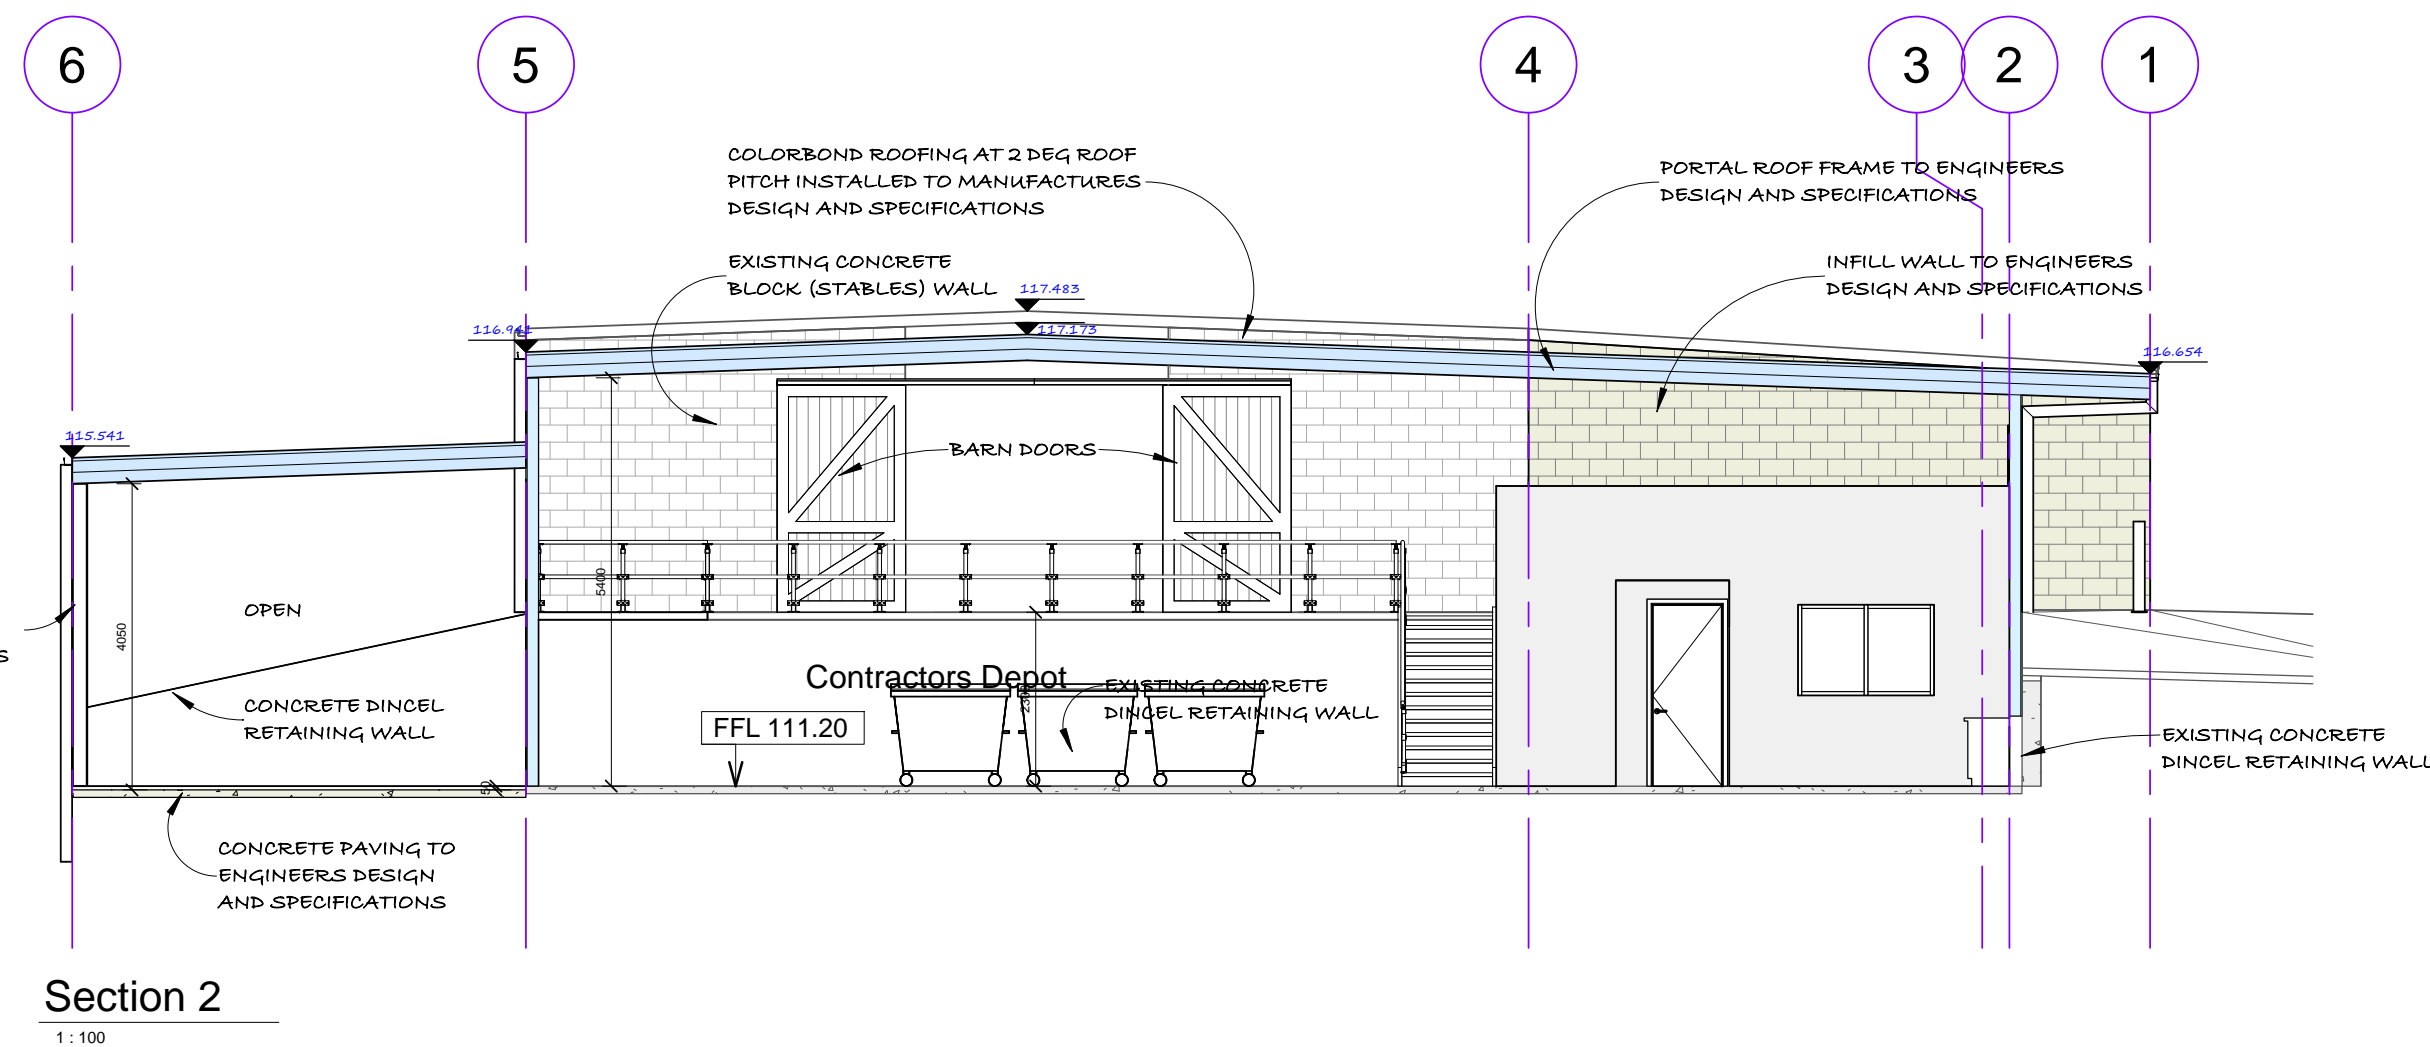 6
5
4
3
2
1
COLORBOND ROOFING AT 2 DEG ROOF
PITCH INSTALLED TO MANUFACTURES
DESIGN AND SPECIFICATIONS
PORTAL ROOF FRAME TO ENGINEERS
DESIGN AND SPECIFICATIONS
EXISTING CONCRETE
BLOCK (STABLES) WALL
INFILL WALL TO ENGINEERS
DESIGN AND SPECIFICATIONS
117.483
116.941
117.173
116.654
115.541
BARN DOORS
OPEN
4050
5400
S
CONCRETE DINCEL
RETAINING WALL
Contractors Depot
EXISTING CONCRETE
DINCEL RETAINING WALL
FFL 111.20
EXISTING CONCRETE
DINCEL RETAINING WALL
50
CONCRETE PAVING TO
ENGINEERS DESIGN
AND SPECIFICATIONS
Section 2
1 : 100